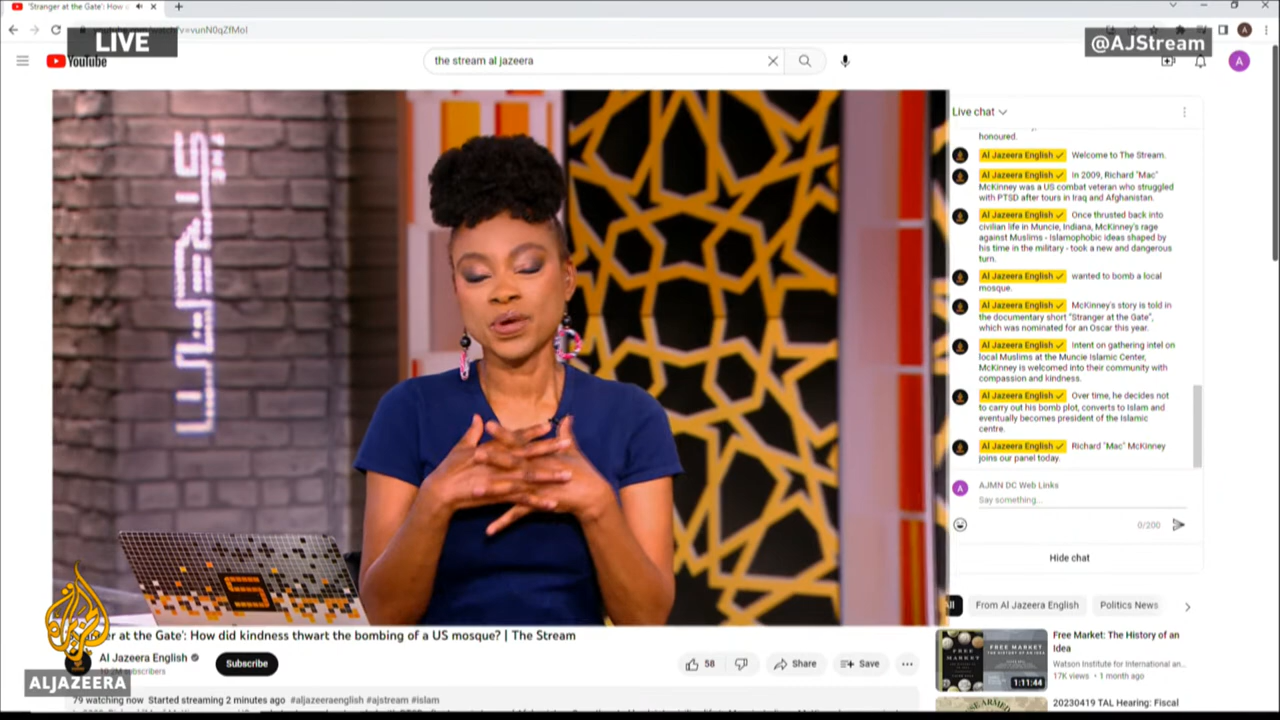 'Stranger at the Gate': How
LIVE
@AJStream
YouTube
the stream al jazeera
A
THE
STREAM
S
Live chat
honoured.
Al Jazeera English Welcome to The Stream.
Al Jazeera English In 2009, Richard "Mac"
McKinney was a US combat veteran who struggled
with PTSD after tours in Iraq and Afghanistan.
Al Jazeera English Once thrusted back into
civilian life in Muncie, Indiana, McKinney's rage
against Muslims - Islamophobic ideas shaped by
his time in the military - took a new and dangerous
turn.
Al Jazeera English wanted to bomb a local
mosque.
Al Jazeera English McKinney's story is told in
the documentary short "Stranger at the Gate",
which was nominated for an Oscar this year.
Al Jazeera English Intent on gathering intel on
local Muslims at the Muncie Islamic Center,
McKinney is welcomed into their community with
compassion and kindness.
Al Jazeera English Over time, he decides not
to carry out his bomb plot, converts to Islam and
eventually becomes president of the Islamic
centre.
Al Jazeera English Richard "Mac" McKinney
joins our panel today.
A AJMN DC Web Links
Say something...
0/200
Hide chat
All From Al Jazeera English Politics News
at the Gate': How did kindness thwart the bombing of a US mosque? | The Stream
Al Jazeera English
subscribers
Subscribe
Share
Save
ALJAZEERA
79 watching now Started streaming 2 minutes ago #aljazeeraenglish #ajstream #islam
FREE
MARKET
1:11:44
Free Market: The History of an
Idea
Watson Institute for International an...
17K views • 1 month ago
20230419 TAL Hearing: Fiscal